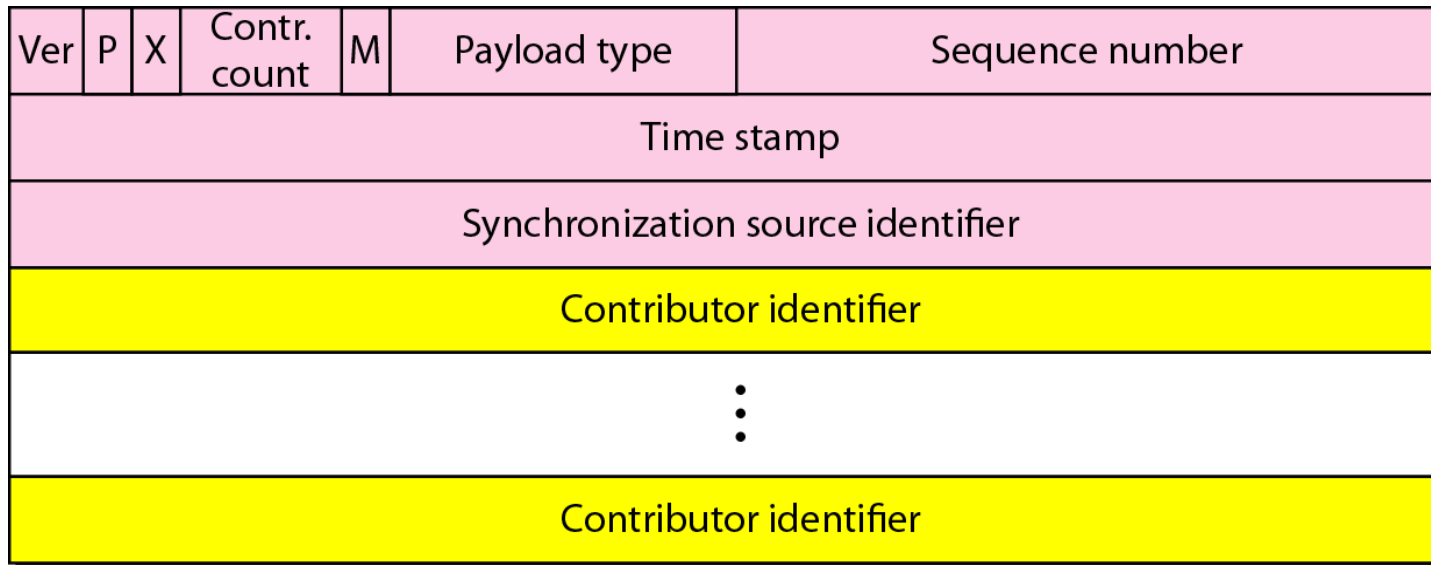 Ver P X Contr. count M Payload type Sequence number
Time stamp
Synchronization source identifier
Contributor identifier
Contributor identifier